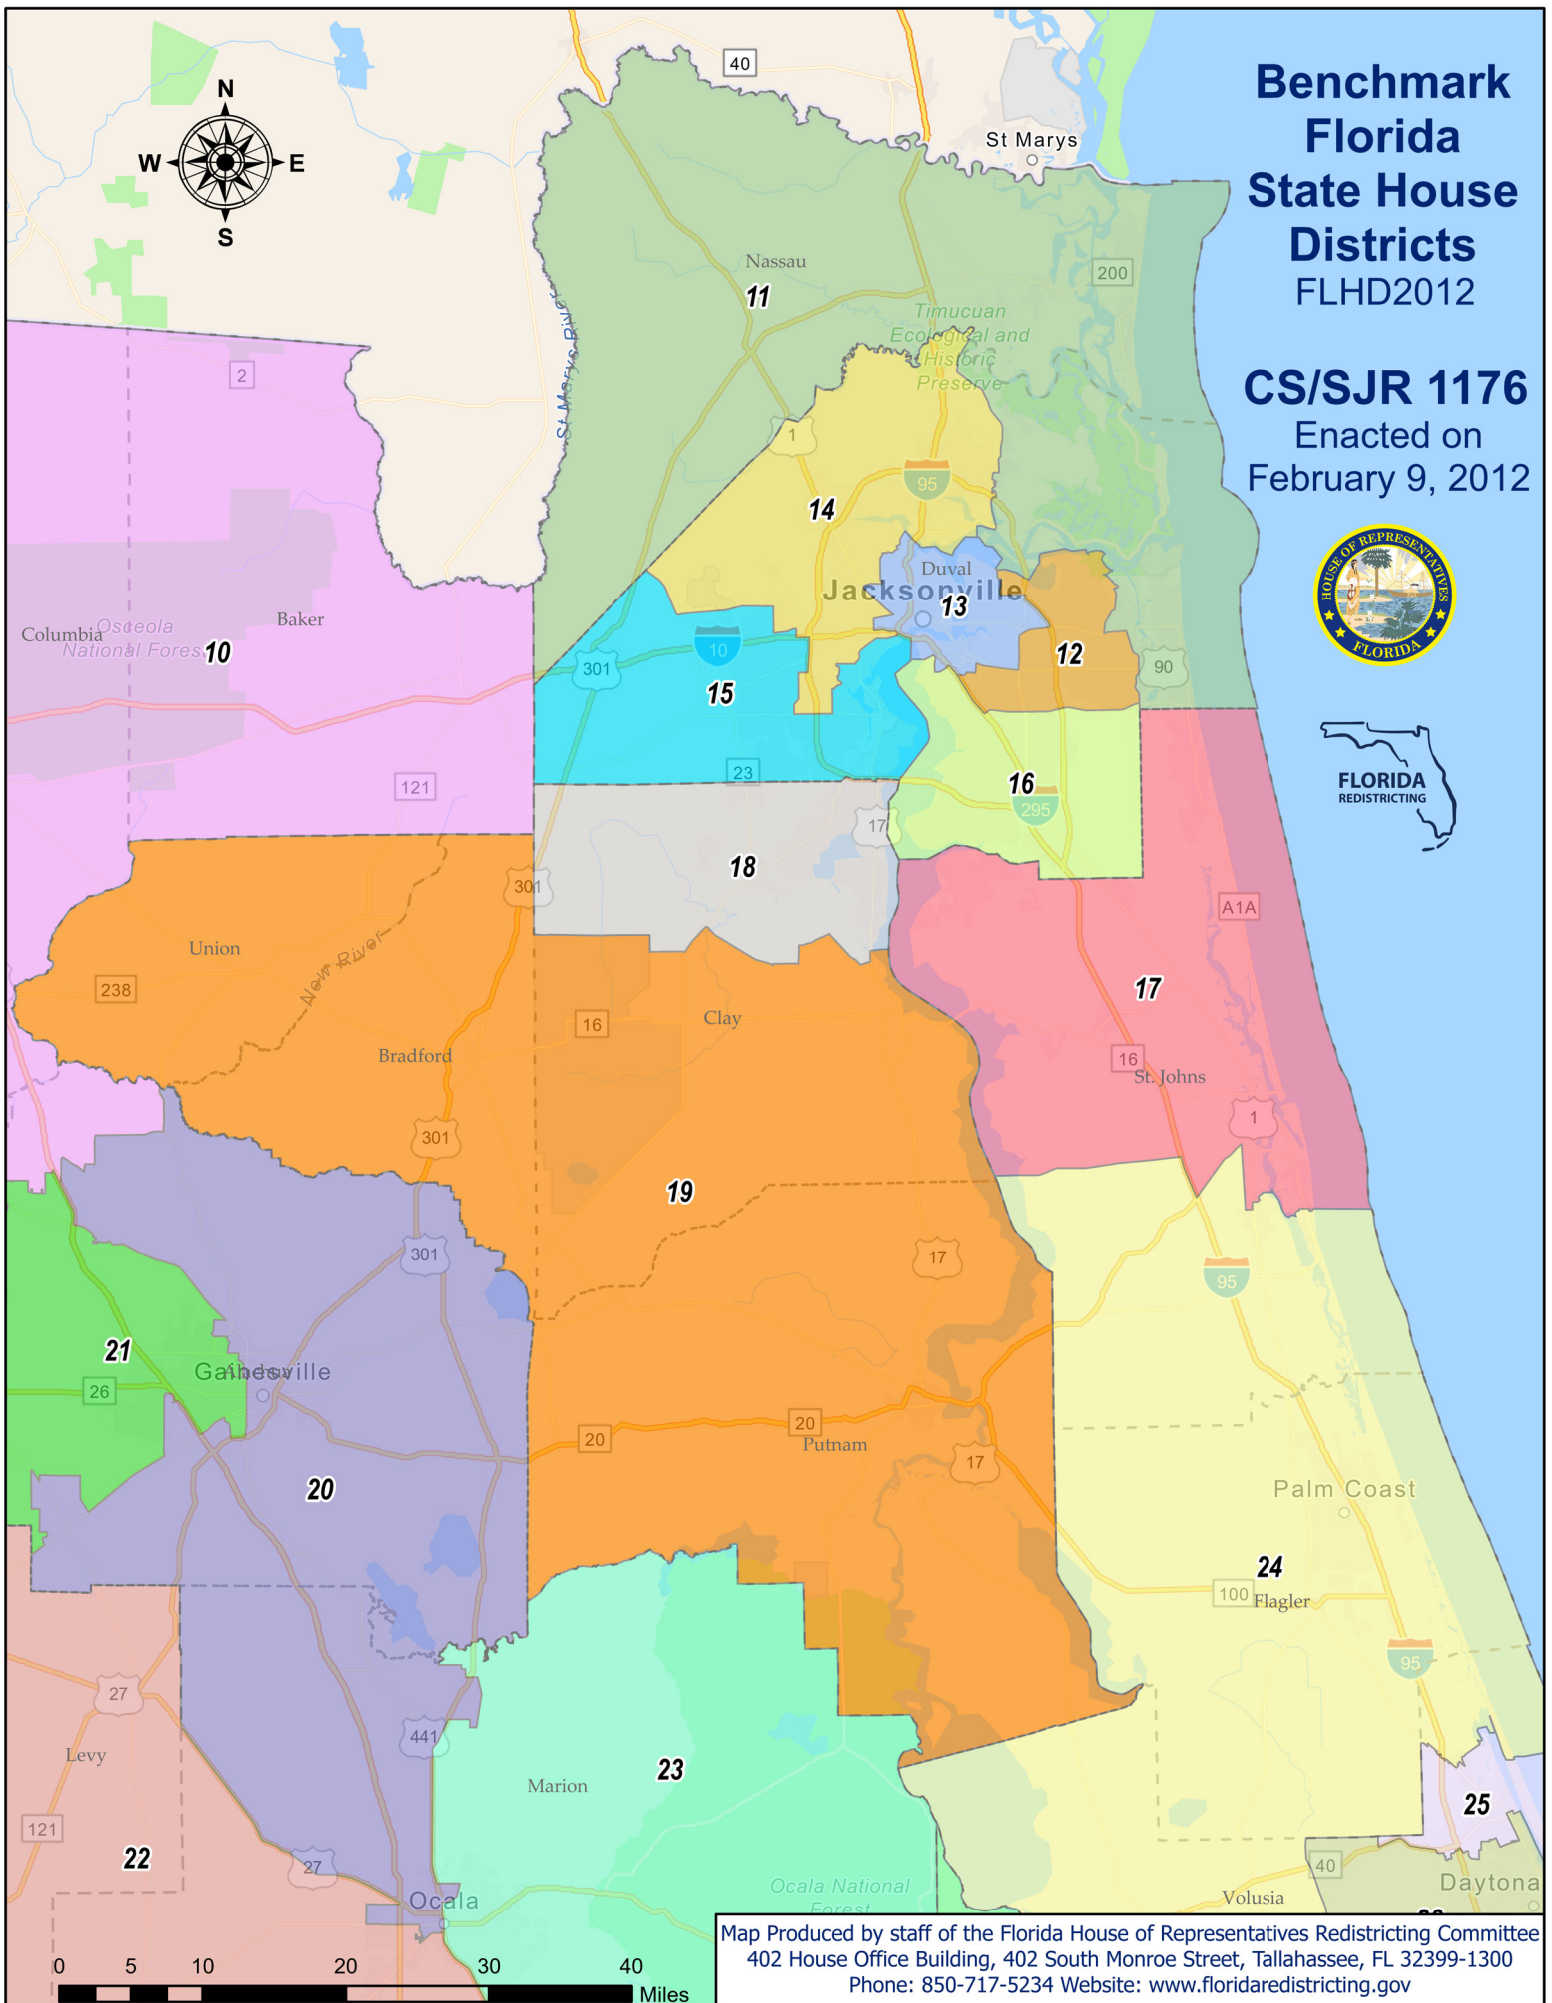 Benchmark
Florida
State House
Districts
FLHD2012
CS/SJR 1176
Enacted on
February 9, 2012
HOUSE OF REPRESENTATIVES
FLORIDA
FLORIDA
REDISTRICTING
N
W
E
S
40
St Marys
Nassau
11
200
Timucuan
Ecological and
Historic
Preserve
St Marys River
2
1
95
14
Duval
Jacksonville
13
Baker
Columbia
Osceola
National Forest
10
12
90
301
10
15
23
121
16
295
17
18
301
A1A
Union
New River
238
17
16
Clay
Bradford
16
St. Johns
1
301
19
301
17
95
21
Gainesville
26
20
20
Putnam
17
20
Palm Coast
24
100
Flagler
95
27
441
Levy
23
Marion
25
121
22
27
40
Ocala National
Forest
Daytona
Volusia
Ocala
0
5
10
20
30
40
Miles
Map Produced by staff of the Florida House of Representatives Redistricting Committee
402 House Office Building, 402 South Monroe Street, Tallahassee, FL 32399-1300
Phone: 850-717-5234 Website: www.floridaredistricting.gov